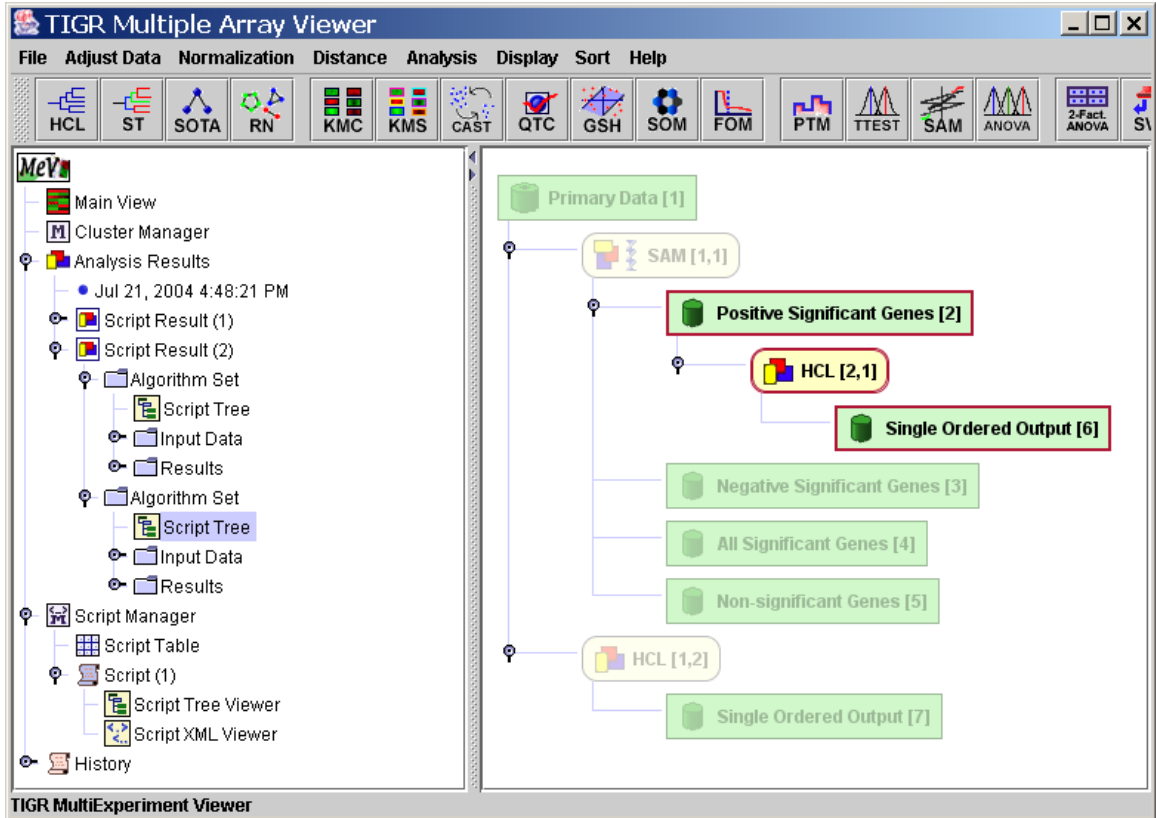 TIGR Multiple Array Viewer
File Adjust Data Normalization Distance Analysis Display Sort Help
HCL ST SOTA RN KMC KMS CAST QTC GSH SOM FOM PTM TTEST SAM ANOVA 2-Fact. ANOVA SV
MeV
Main View
M Cluster Manager
Analysis Results
Jul 21, 2004 4:48:21 PM
Script Result (1)
Script Result (2)
Algorithm Set
Script Tree
Input Data
Results
Algorithm Set
Script Tree
Input Data
Results
Script Manager
Script Table
Script (1)
Script Tree Viewer
Script XML Viewer
History
Primary Data [1]
SAM [1,1]
Positive Significant Genes [2]
HCL [2,1]
Single Ordered Output [6]
Negative Significant Genes [3]
All Significant Genes [4]
Non-significant Genes [5]
HCL [1,2]
Single Ordered Output [7]
TIGR MultiExperiment Viewer